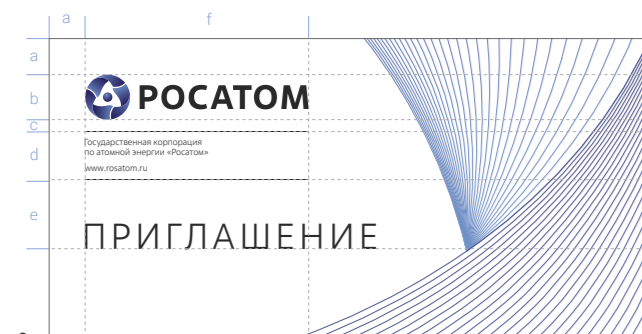 a f
a
b
РОСАТОМ
c
d
Государственная корпорация
по атомной энергии «Росатом»
www.rosatom.ru
e
ПРИГЛАШЕНИЕ